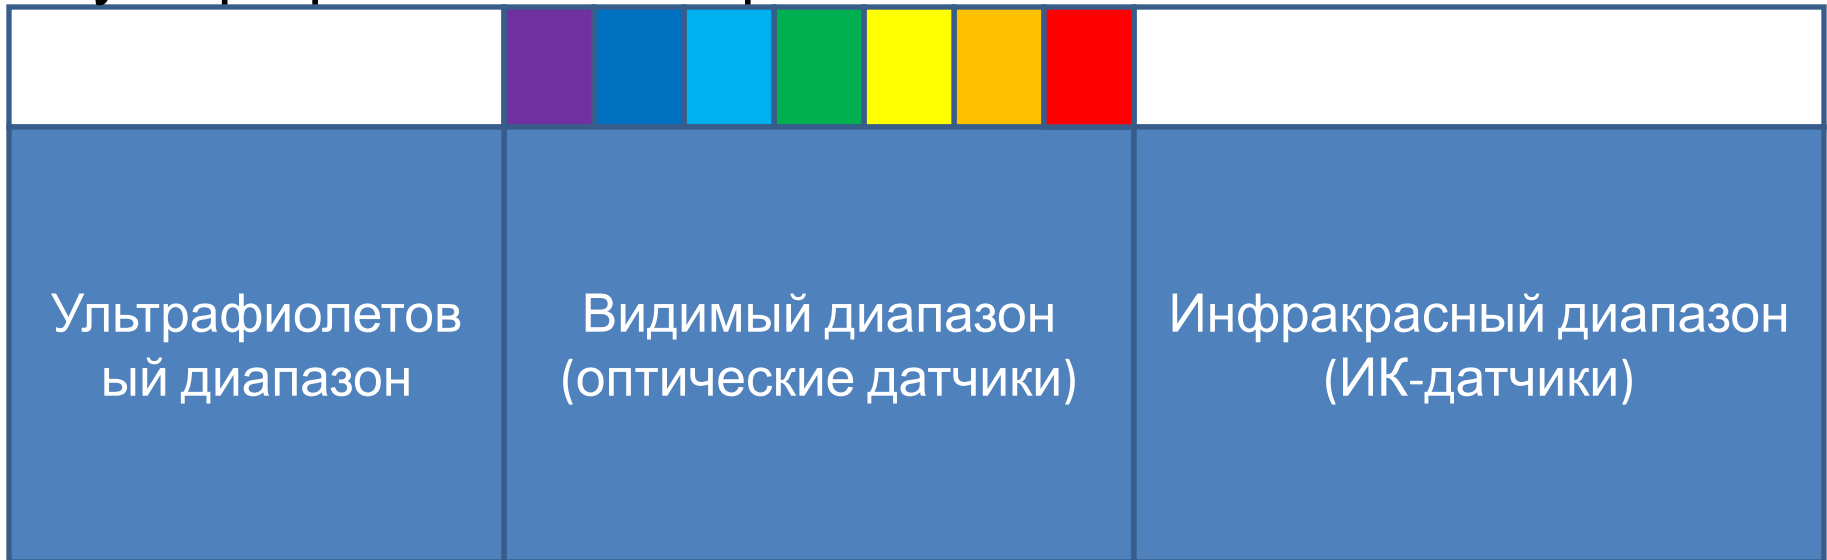 Ультрафиолетов
ый диапазон
Видимый диапазон
(оптические датчики)
Инфракрасный диапазон
(ИК-датчики)